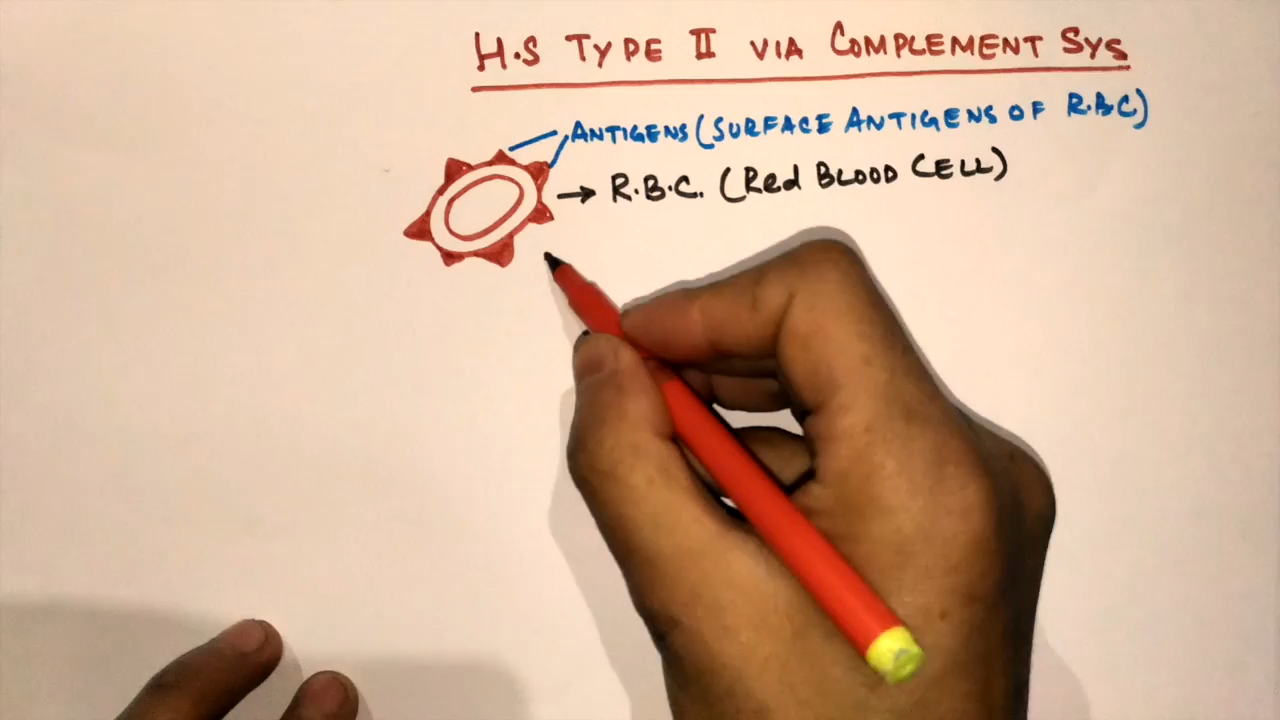 H.S TYPE II VIA COMPLEMENT SYS
ANTIGENS (SURFACE ANTIGENS OF R.B.C)
→ R.B.C. (Red BLOOD CELL)